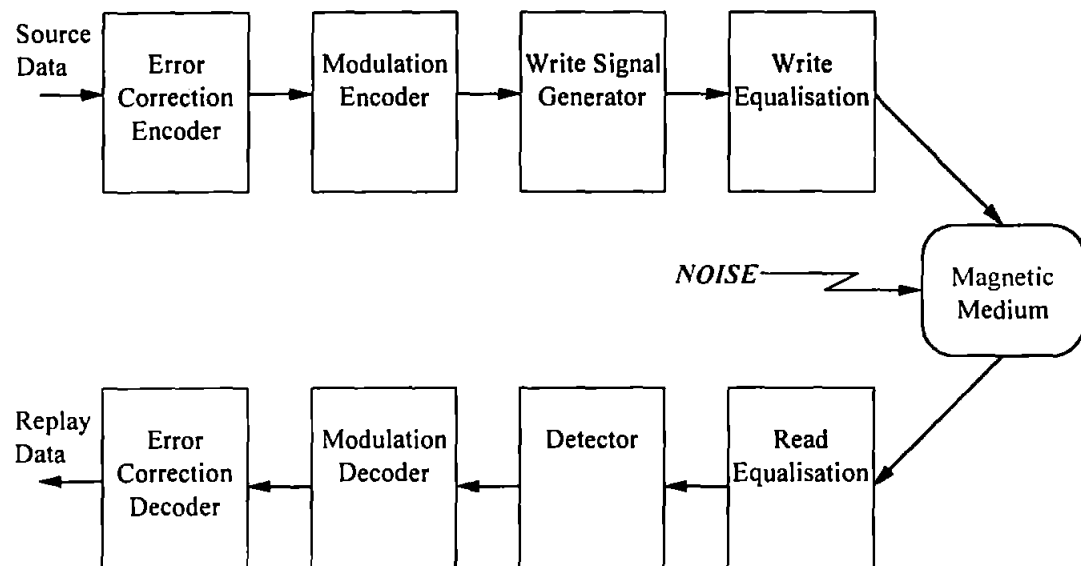 Source
Data
Error
Correction
Encoder
Modulation
Encoder
Write Signal
Generator
Write
Equalisation
NOISE
Magnetic
Medium
Replay
Data
Error
Correction
Decoder
Modulation
Decoder
Detector
Read
Equalisation